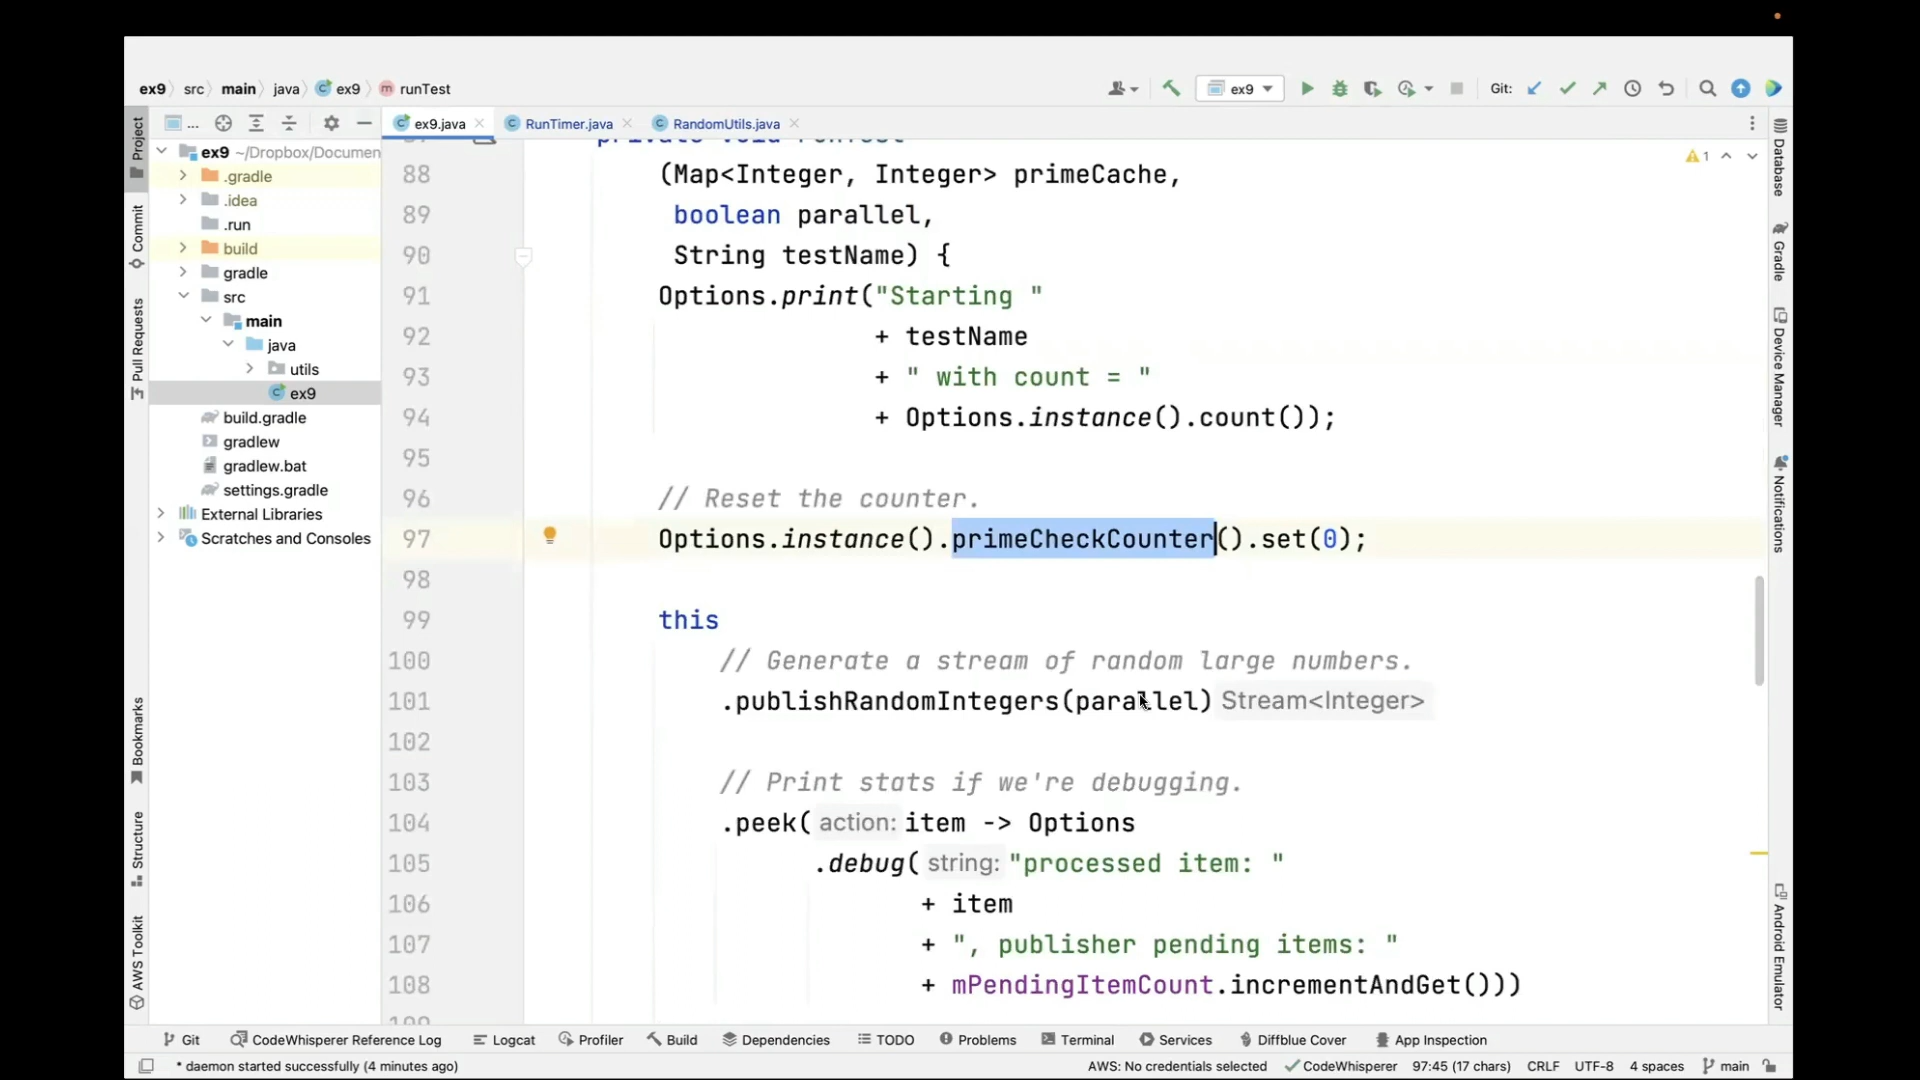 ex9 src main java ex9 runTest
ex9
Git:
Project
Commit
Pull Requests
Bookmarks
Structure
AWS Toolkit
...
ex9 ~/Dropbox/Documen
.gradle
.idea
.run
build
gradle
src
main
java
utils
ex9
build.gradle
gradlew
gradlew.bat
settings.gradle
External Libraries
Scratches and Consoles
ex9.java RunTimer.java RandomUtils.java
1
88 (Map<Integer, Integer> primeCache,
89 boolean parallel,
90 String testName) {
91 Options.print("Starting "
92 + testName
93 + " with count = "
94 + Options.instance().count());
95
96 // Reset the counter.
97 Options.instance().primeCheckCounter().set(0);
98
99 this
100 // Generate a stream of random large numbers.
101 .publishRandomIntegers(parallel) Stream<Integer>
102
103 // Print stats if we're debugging.
104 .peek( action: item -> Options
105 .debug( string: "processed item: "
106 + item
107 + ", publisher pending items: "
108 + mPendingItemCount.incrementAndGet()))
Database
Gradle
Device Manager
Notifications
Android Emulator
Git CodeWhisperer Reference Log Logcat Profiler Build Dependencies TODO Problems Terminal Services Diffblue Cover App Inspection
* daemon started successfully (4 minutes ago) AWS: No credentials selected CodeWhisperer 97:45 (17 chars) CRLF UTF-8 4 spaces main